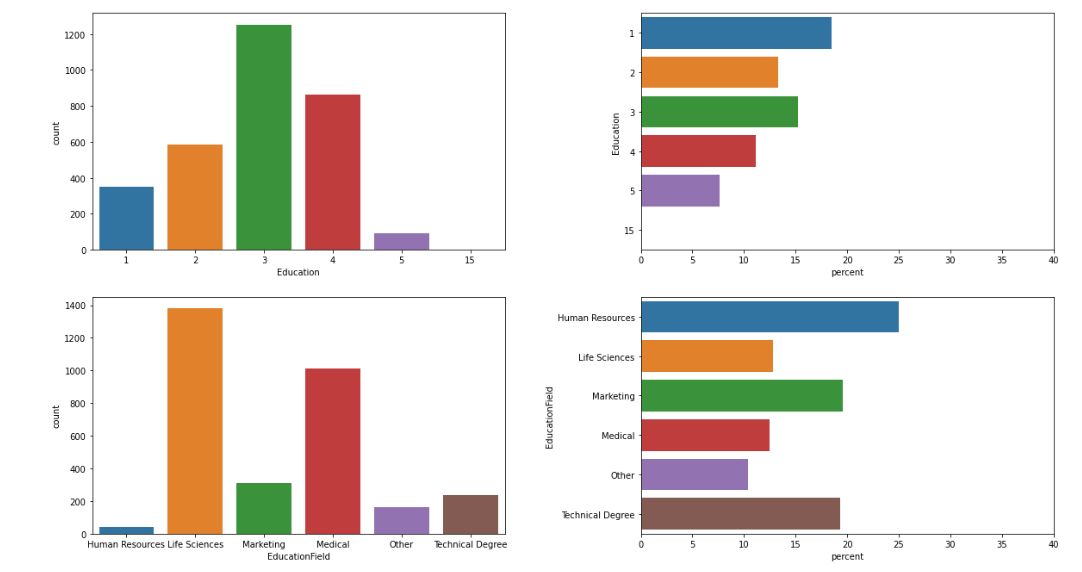 1200
1000
800
600
400
200
0
count
1 2 3 4 5 15
Education
1
2
3
4
5
15
Education
0 5 10 15 20 25 30 35 40
percent
1400
1200
1000
800
600
400
200
0
count
Human Resources Life Sciences Marketing Medical Other Technical Degree
EducationField
Human Resources
Life Sciences
Marketing
Medical
Other
Technical Degree
EducationField
0 5 10 15 20 25 30 35 40
percent